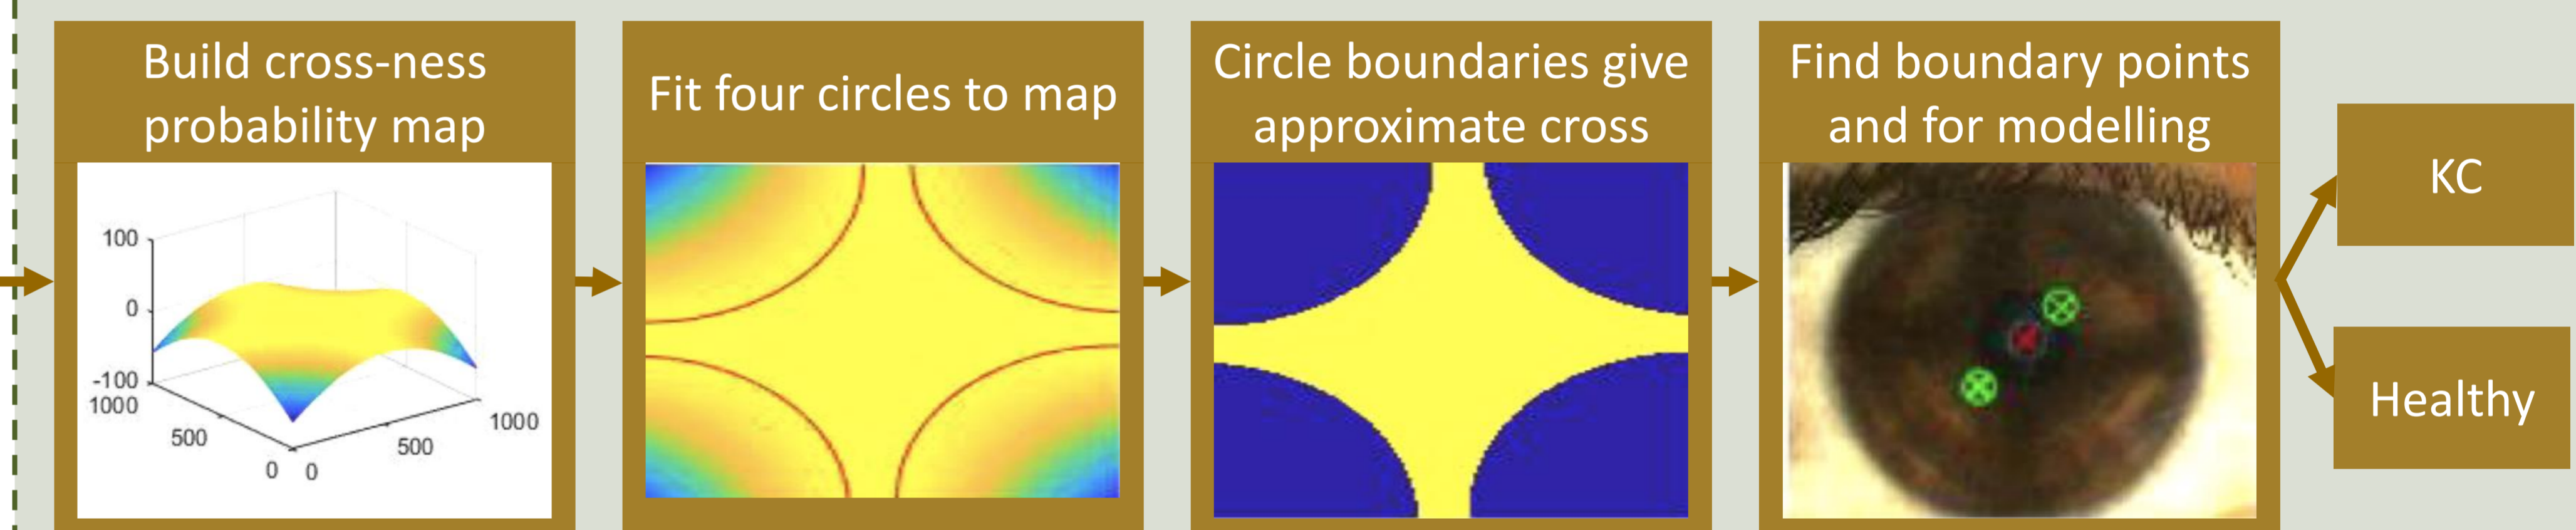 Build cross-ness
probability map
100
0
-100
1000
500
0
0
500
1000
Fit four circles to map
Circle boundaries give
approximate cross
Find boundary points
and for modelling
KC
Healthy